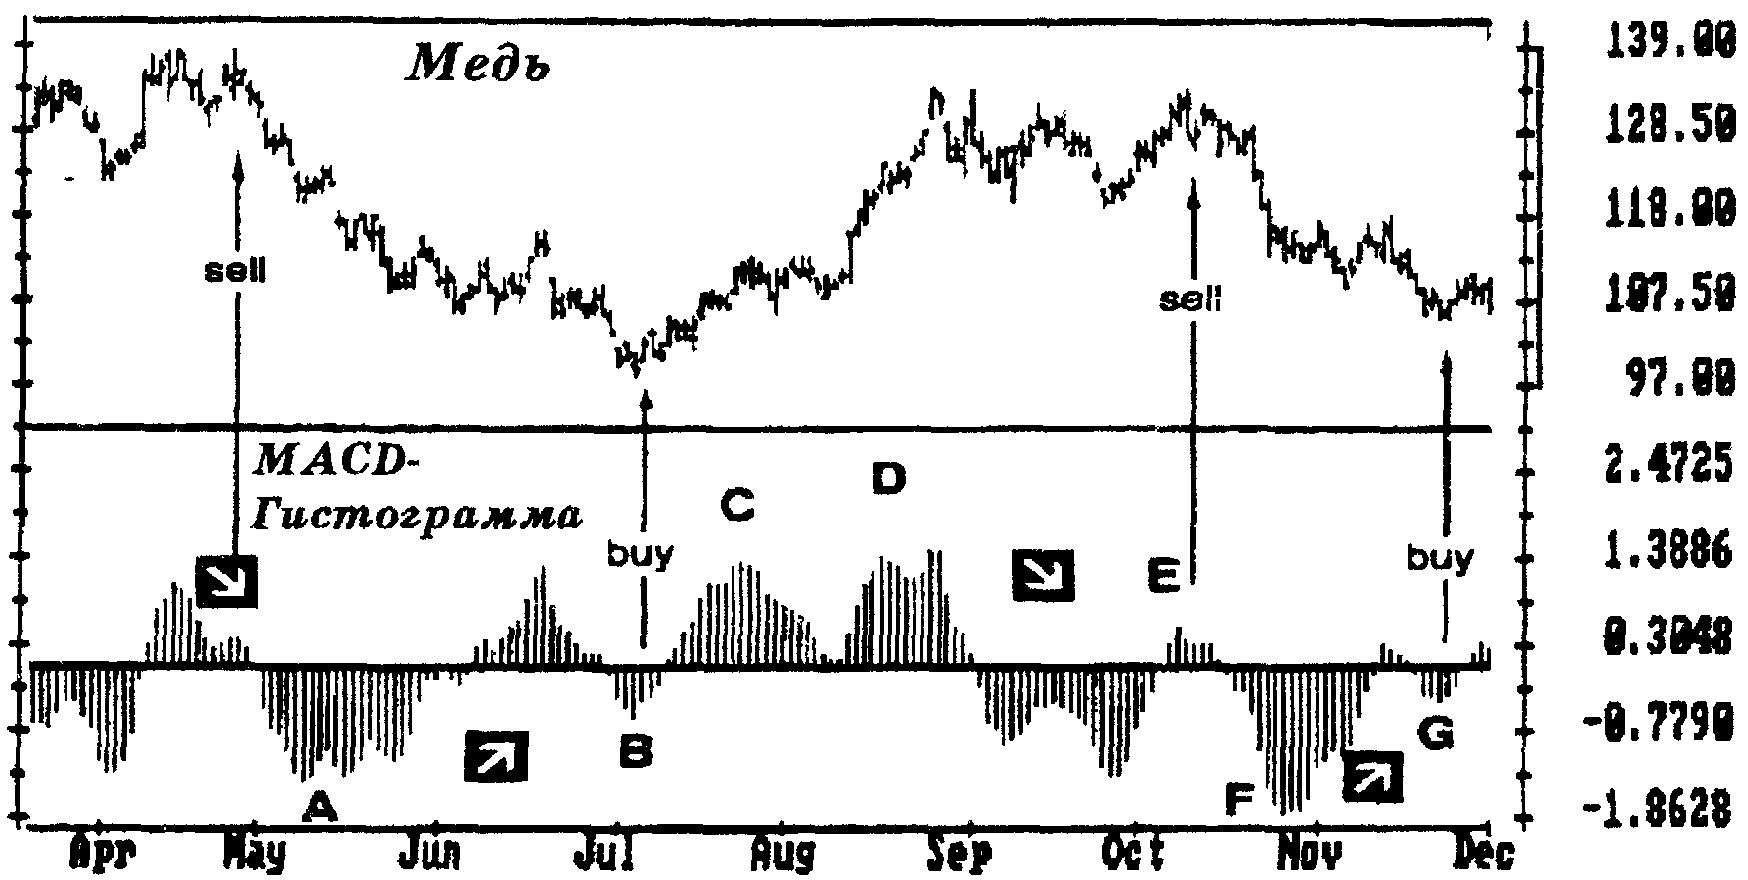 Медь
139.00
128.50
118.00
107.50
97.00
sell
sell
MACD-
Гистограмма
C
D
buy
E
buy
2.4725
1.3886
0.3048
-0.7790
-1.8628
A
B
F
G
Apr May Jun Jul Aug Sep Oct Nov Dec